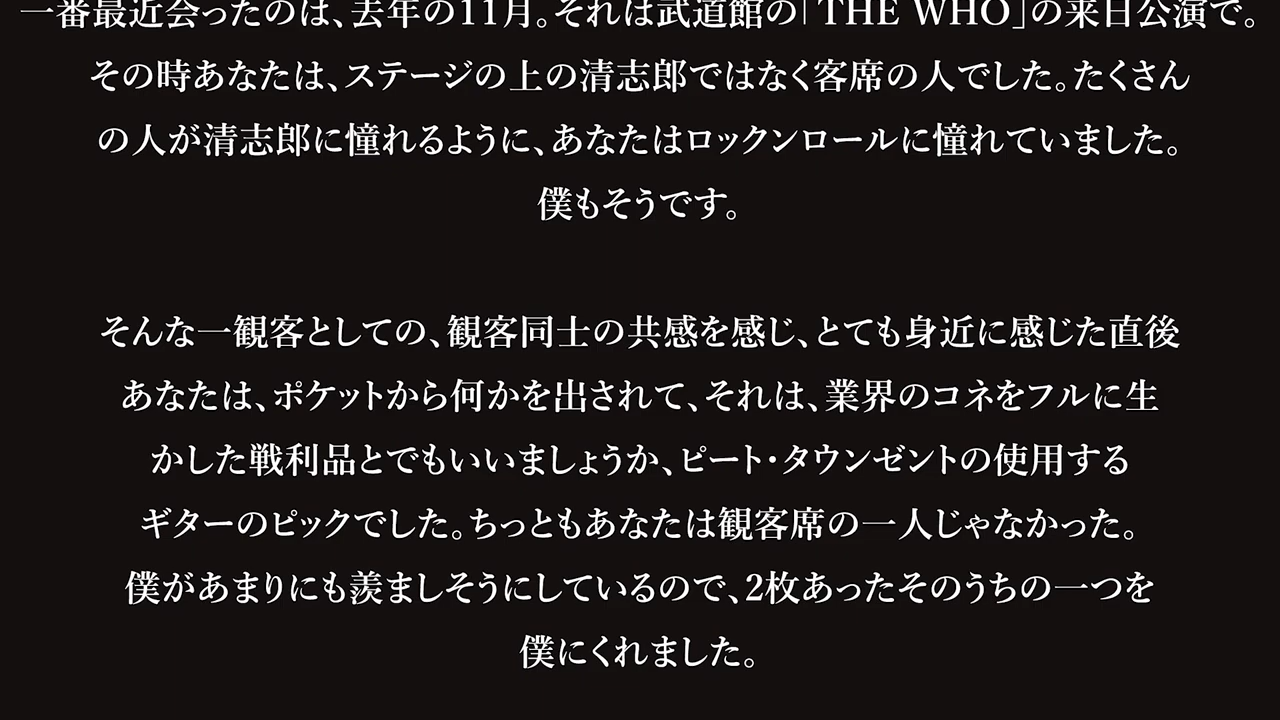 一番最近会ったのは、去年の11月。それは武道館の「THE WHO」の来日公演で。
その時あなたは、ステージの上の清志郎ではなく客席の人でした。たくさん
の人が清志郎に憧れるように、あなたはロックンロールに憧れていました。
僕もそうです。
そんな一観客としての、観客同士の共感を感じ、とても身近に感じた直後
あなたは、ポケットから何かを出されて、それは、業界のコネをフルに生
かした戦利品とでもいいましょうか、ピート・タウンゼントの使用する
ギターのピックでした。ちっともあなたは観客席の一人じゃなかった。
僕があまりにも羨ましそうにしているので、2枚あったそのうちの一つを
僕にくれました。